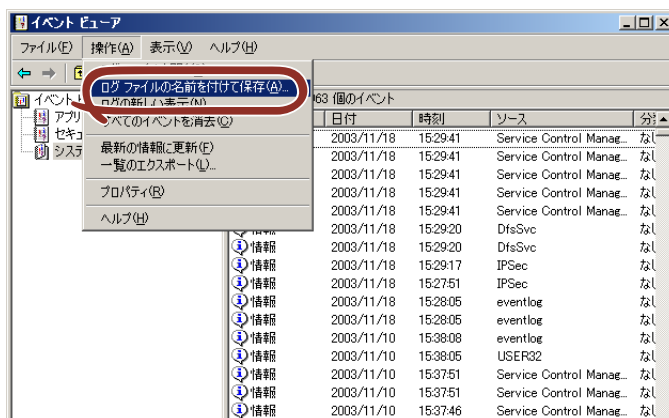 イベント ビューア
ファイル(F) 操作(A) 表示(V) ヘルプ(H)
ログ ファイルの名前を付けて保存(A)...
ログの新しい表示(N)
すべてのイベントを消去(C)
最新の情報に更新(F)
一覧のエクスポート(L)...
プロパティ(R)
ヘルプ(H)
イベント
アプリ
セキュ
システ
963 個のイベント
日付 時刻 ソース 分
2003/11/18 15:29:41 Service Control Manag... なし
2003/11/18 15:29:41 Service Control Manag... なし
2003/11/18 15:29:41 Service Control Manag... なし
2003/11/18 15:29:41 Service Control Manag... なし
2003/11/18 15:29:41 Service Control Manag... なし
情報 2003/11/18 15:29:20 DfsSvc なし
情報 2003/11/18 15:29:20 DfsSvc なし
情報 2003/11/18 15:29:17 IPSec なし
情報 2003/11/18 15:27:51 IPSec なし
情報 2003/11/18 15:28:05 eventlog なし
情報 2003/11/18 15:28:05 eventlog なし
情報 2003/11/10 15:38:08 eventlog なし
情報 2003/11/10 15:38:05 USER32 なし
情報 2003/11/10 15:37:51 Service Control Manag... なし
情報 2003/11/10 15:37:51 Service Control Manag... なし
情報 2003/11/10 15:37:46 Service Control Manag... なし